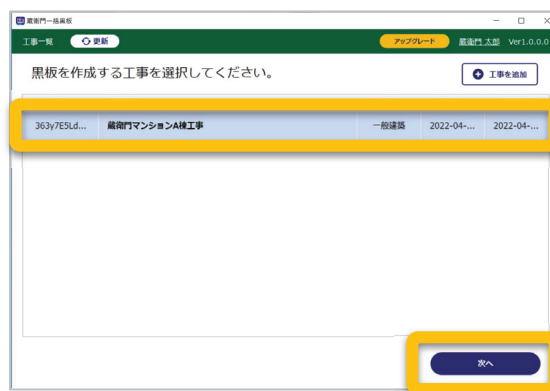 蔵衛門一括黒板
工事一覧 更新 アップグレード 蔵衛門 太郎 Ver1.0.0.0
黒板を作成する工事を選択してください。 工事を追加
363y7E5Ld... 蔵衛門マンションA棟工事 一般建築 2022-04-... 2022-04-...
次へ